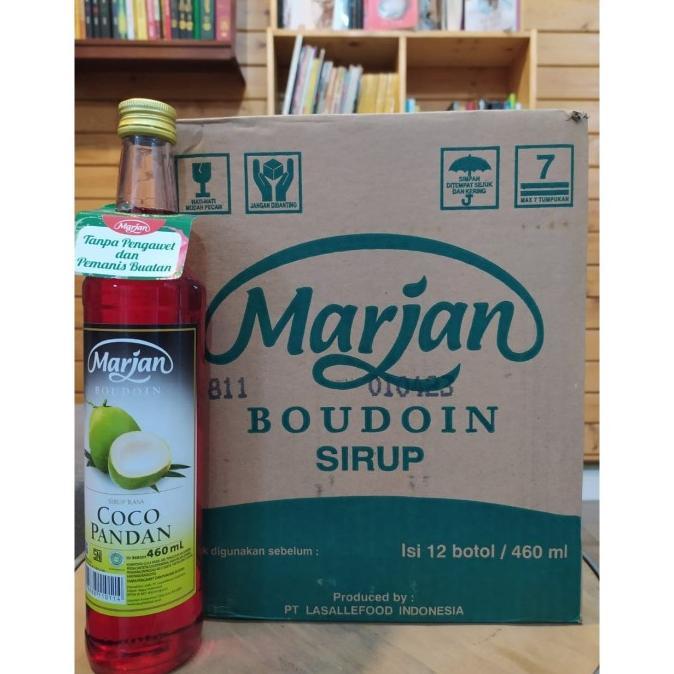 HATI-HATI
MUDAH PECAH
JANGAN DIBANTING
SIMPAN
DITEMPAT SEJUK
DAN KERING
7
MAX 7 TUMPUKAN
Marjan
811
010423
BOUDOIN
SIRUP
digunakan sebelum :
Isi 12 botol / 460 ml
Produced by :
PT LASALLEFOOD INDONESIA
Marjan
Tanpa Pengawet
dan
Pemanis Buatan
Marjan
BOUDOIN
SIRUP RASA
COCO
PANDAN
460 mL